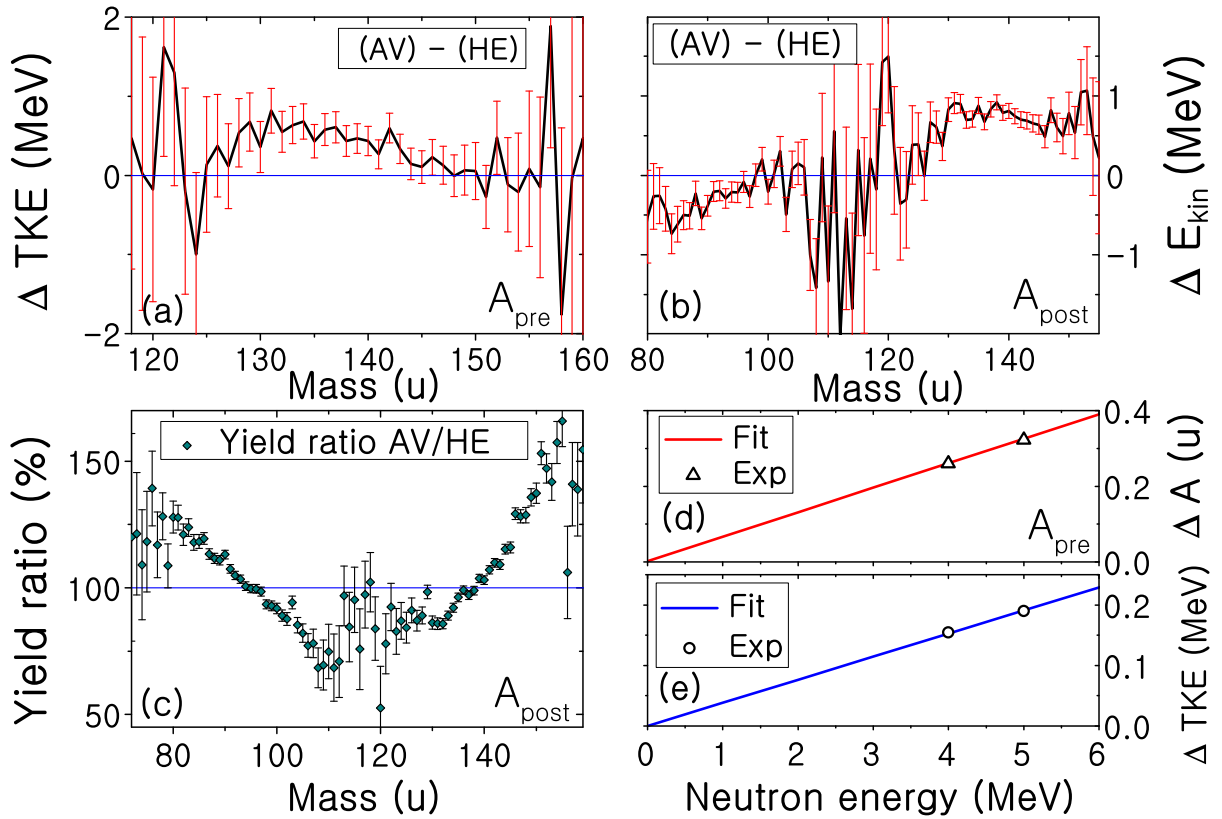 (AV) − (HE)
2
0
-2
Δ TKE (MeV)
(a)
A_pre
120 130 140 150 160
Mass (u)
(AV) − (HE)
1
0
-1
Δ E_kin (MeV)
(b)
A_post
80 100 120 140
Mass (u)
Yield ratio AV/HE
150
100
50
Yield ratio (%)
(c)
A_post
80 100 120 140
Mass (u)
Fit
Exp
0.4
0.2
0.0
Δ A (u)
(d)
A_pre
Fit
Exp
0.2
0.1
0.0
Δ TKE (MeV)
(e)
0 1 2 3 4 5 6
Neutron energy (MeV)